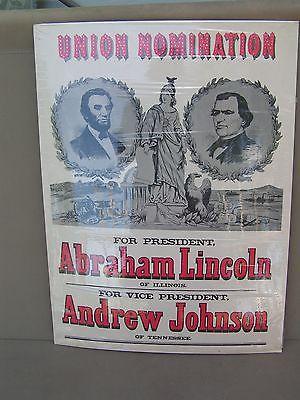 UNION NOMINATION
FOR PRESIDENT,
Abraham Lincoln
OF ILLINOIS.
FOR VICE PRESIDENT,
Andrew Johnson
OF TENNESSEE.